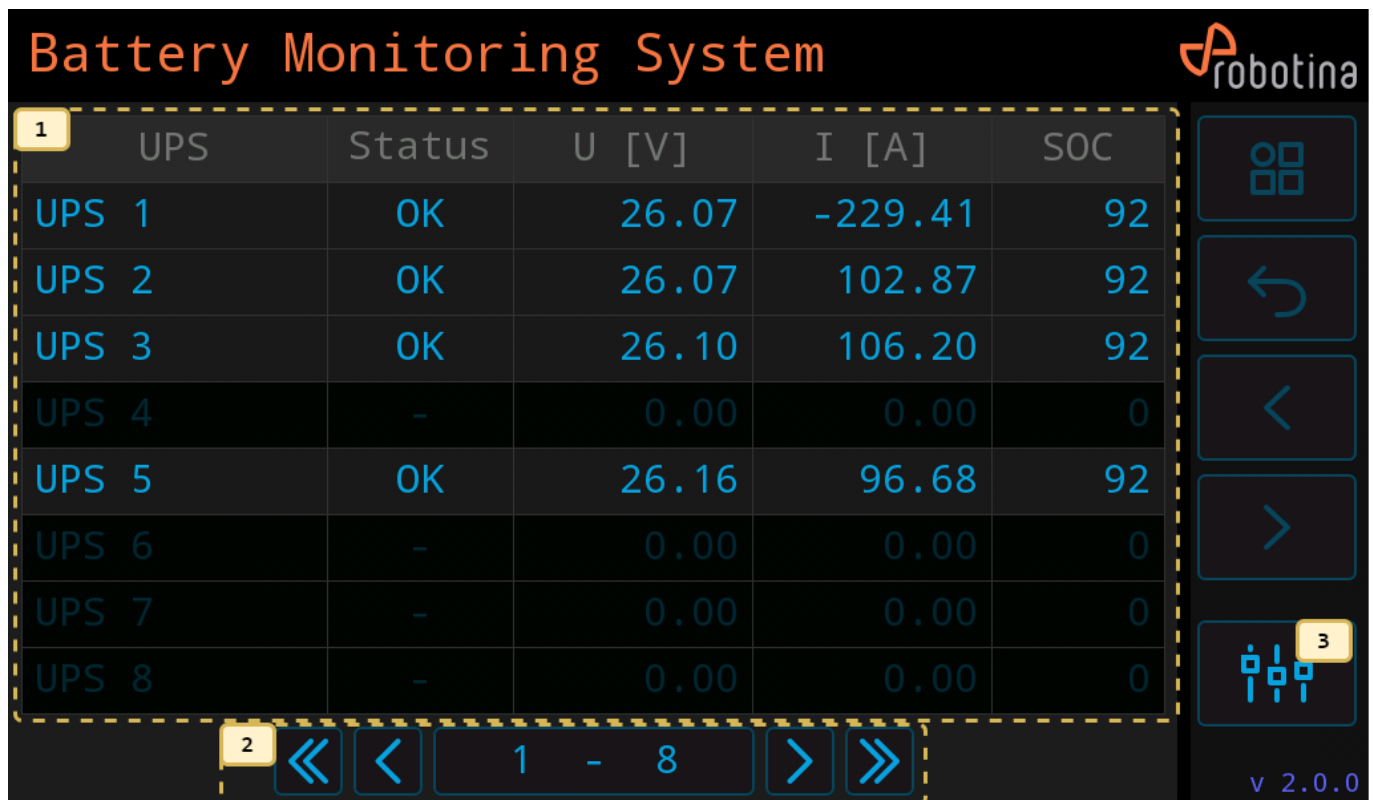 Battery Monitoring System
robotina
1
UPS Status U [V] I [A] SOC
UPS 1 OK 26.07 -229.41 92
UPS 2 OK 26.07 102.87 92
UPS 3 OK 26.10 106.20 92
UPS 4 - 0.00 0.00 0
UPS 5 OK 26.16 96.68 92
UPS 6 - 0.00 0.00 0
UPS 7 - 0.00 0.00 0
3
UPS 8 - 0.00 0.00 0
2
1 - 8
v 2.0.0